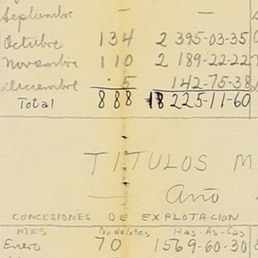 Septiembre — —
Octubre 134 2 395-03-35
Noviembre 110 2 189-22-22
Diciembre 5 142-75-38
Total 888 18 225-11-60
TITULOS M
— Año
CONCESIONES DE EXPLOTACION
MES No de lotes Has-As-Cas
Enero 70 1569-60-30